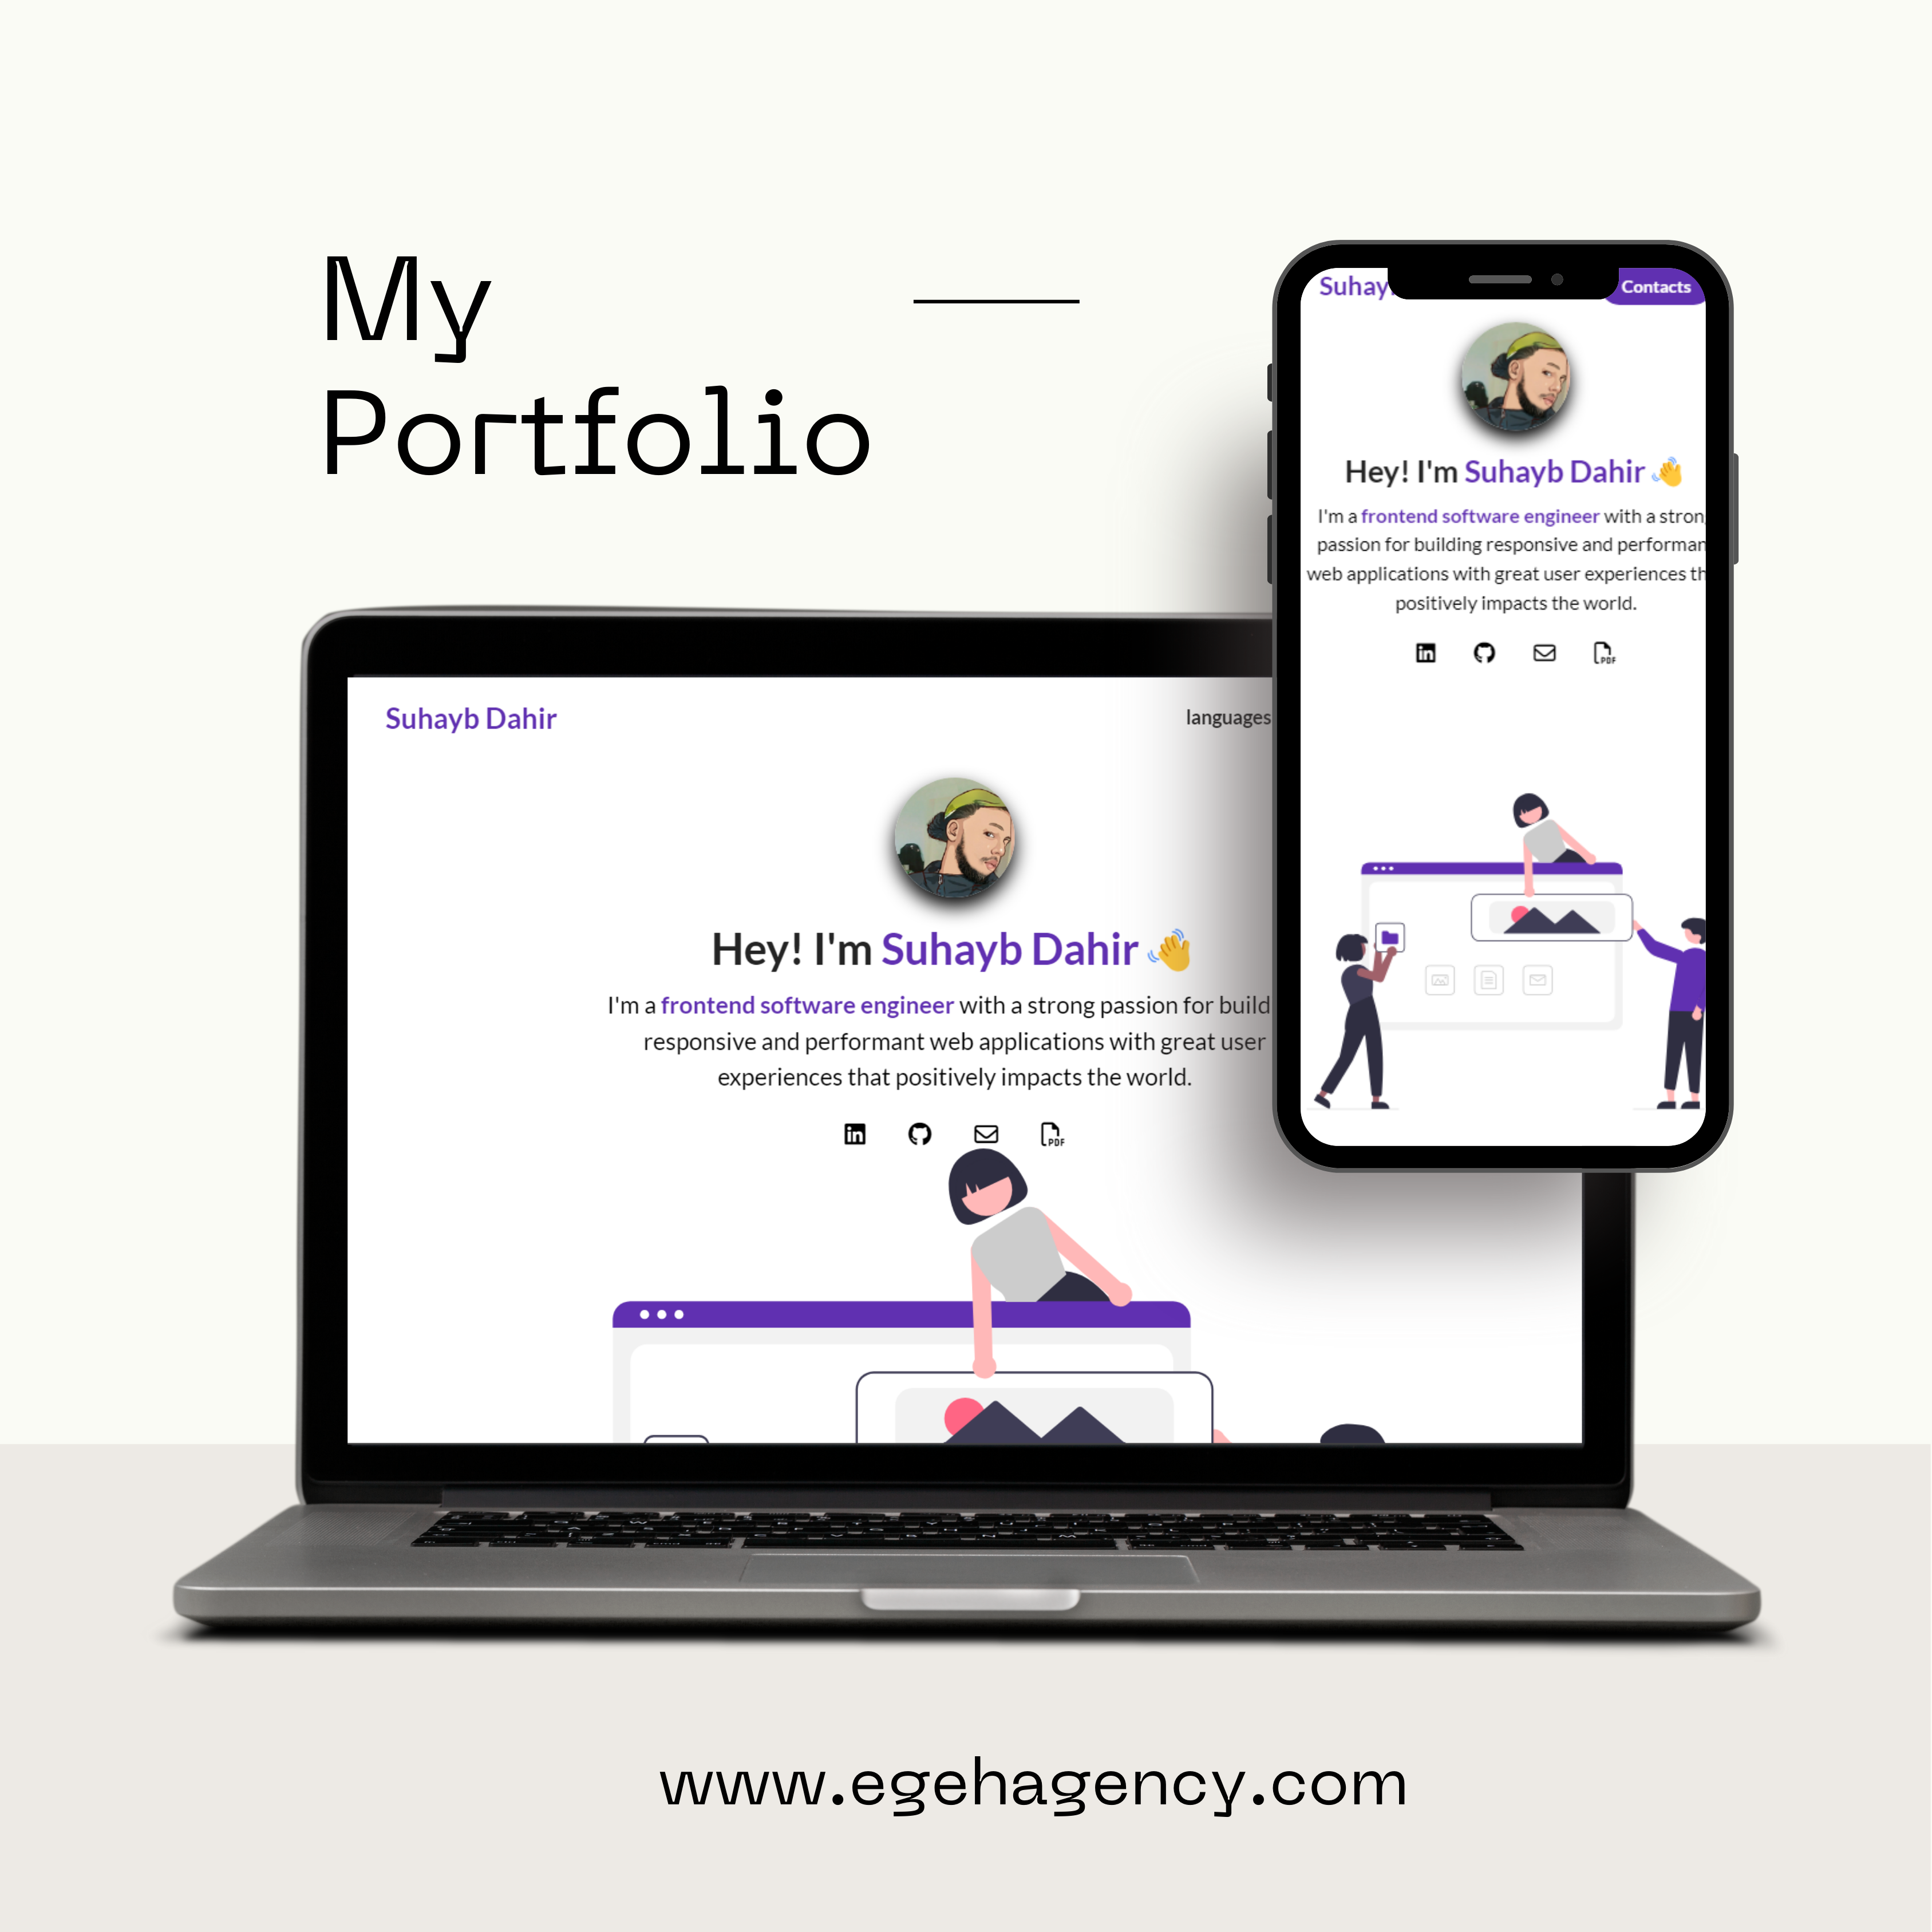 My
Portfolio
Suhay
Contacts
Hey! I'm Suhayb Dahir 👋
I'm a frontend software engineer with a stron
passion for building responsive and performan
web applications with great user experiences th
positively impacts the world.
PDF
Suhayb Dahir
languages
Hey! I'm Suhayb Dahir 👋
I'm a frontend software engineer with a strong passion for build
responsive and performant web applications with great user
experiences that positively impacts the world.
PDF
www.egehagency.com